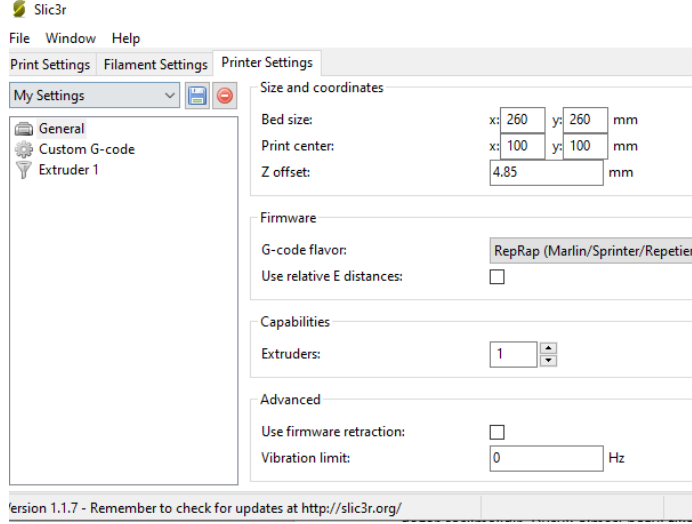 Slic3r
File Window Help
Print Settings Filament Settings Printer Settings
My Settings
General
Custom G-code
Extruder 1
Size and coordinates
Bed size: x: 260 y: 260 mm
Print center: x: 100 y: 100 mm
Z offset: 4.85 mm
Firmware
G-code flavor: RepRap (Marlin/Sprinter/Repetier
Use relative E distances:
Capabilities
Extruders: 1
Advanced
Use firmware retraction:
Vibration limit: 0 Hz
ersion 1.1.7 - Remember to check for updates at http://slic3r.org/